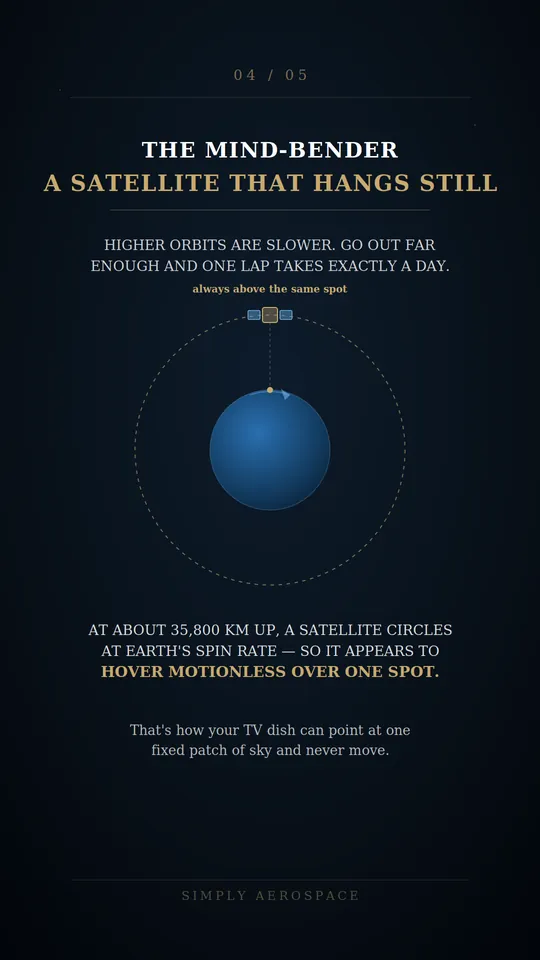 04 / 05
THE MIND-BENDER
A SATELLITE THAT HANGS STILL
HIGHER ORBITS ARE SLOWER. GO OUT FAR
ENOUGH AND ONE LAP TAKES EXACTLY A DAY.
always above the same spot
AT ABOUT 35,800 KM UP, A SATELLITE CIRCLES
AT EARTH'S SPIN RATE — SO IT APPEARS TO
HOVER MOTIONLESS OVER ONE SPOT.
That's how your TV dish can point at one
fixed patch of sky and never move.
SIMPLY AEROSPACE